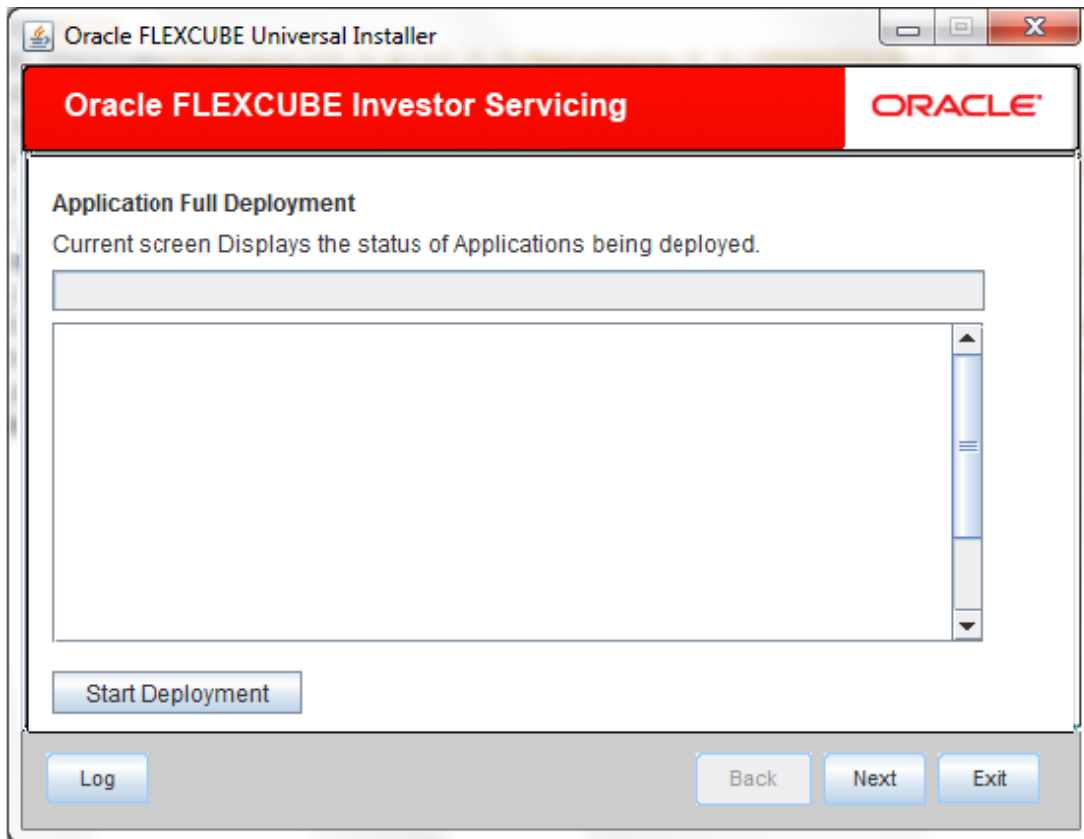 Oracle FLEXCUBE Universal Installer
Oracle FLEXCUBE Investor Servicing
ORACLE
Application Full Deployment
Current screen Displays the status of Applications being deployed.
Start Deployment
Log
Back
Next
Exit